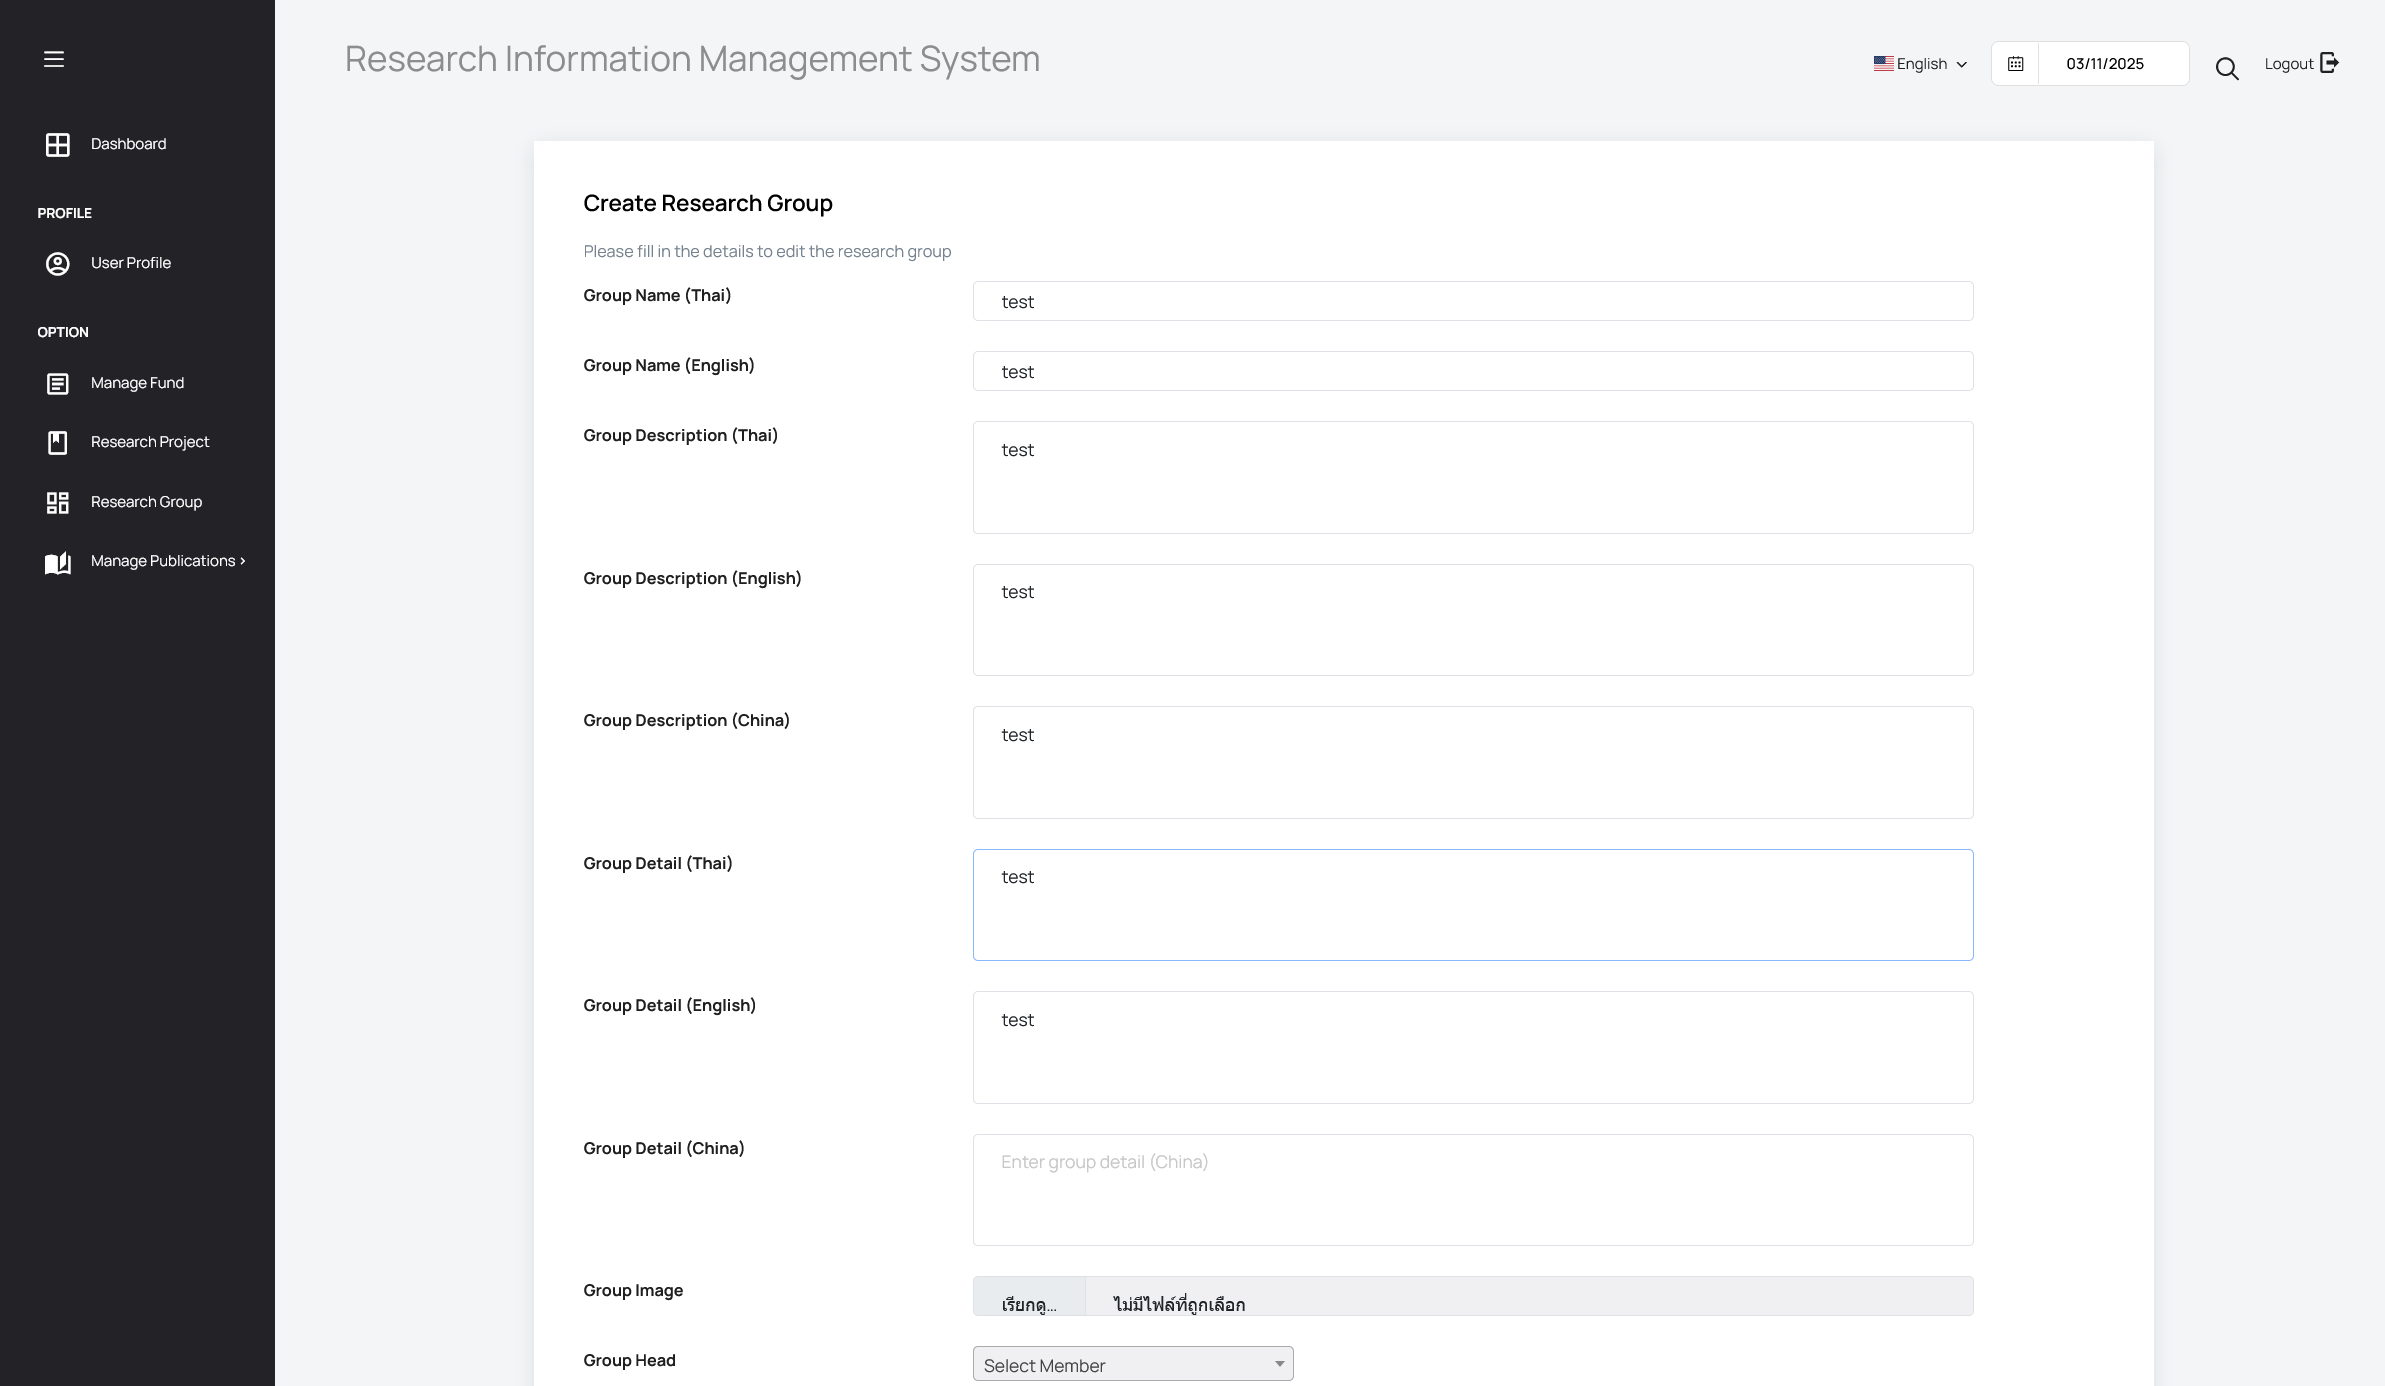 Research Information Management System
English
03/11/2025
Logout
Dashboard
PROFILE
User Profile
OPTION
Manage Fund
Research Project
Research Group
Manage Publications ›
Create Research Group
Please fill in the details to edit the research group
Group Name (Thai)
test
Group Name (English)
test
Group Description (Thai)
test
Group Description (English)
test
Group Description (China)
test
Group Detail (Thai)
test
Group Detail (English)
test
Group Detail (China)
Enter group detail (China)
Group Image
เรียกดู... ไม่มีไฟล์ที่ถูกเลือก
Group Head
Select Member